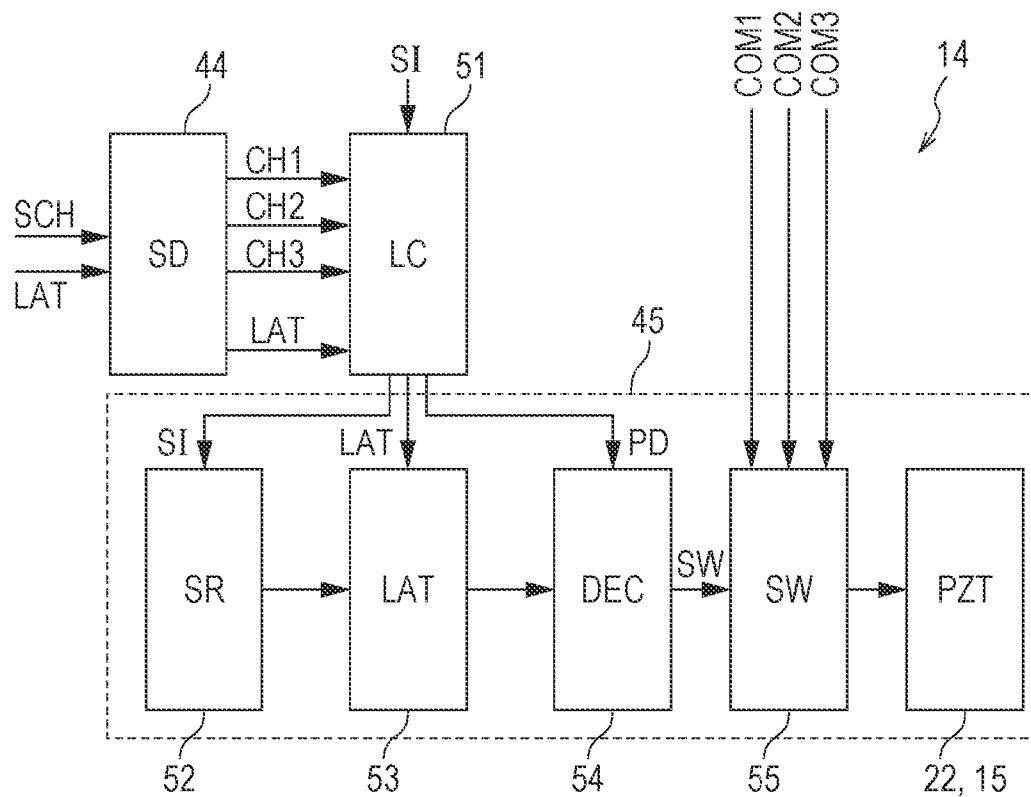 COM1
COM2
COM3
14
44
SI
51
CH1
SCH
CH2
SD
CH3
LC
LAT
LAT
45
SI
LAT
PD
SR
LAT
DEC
SW
SW
PZT
52
53
54
55
22, 15